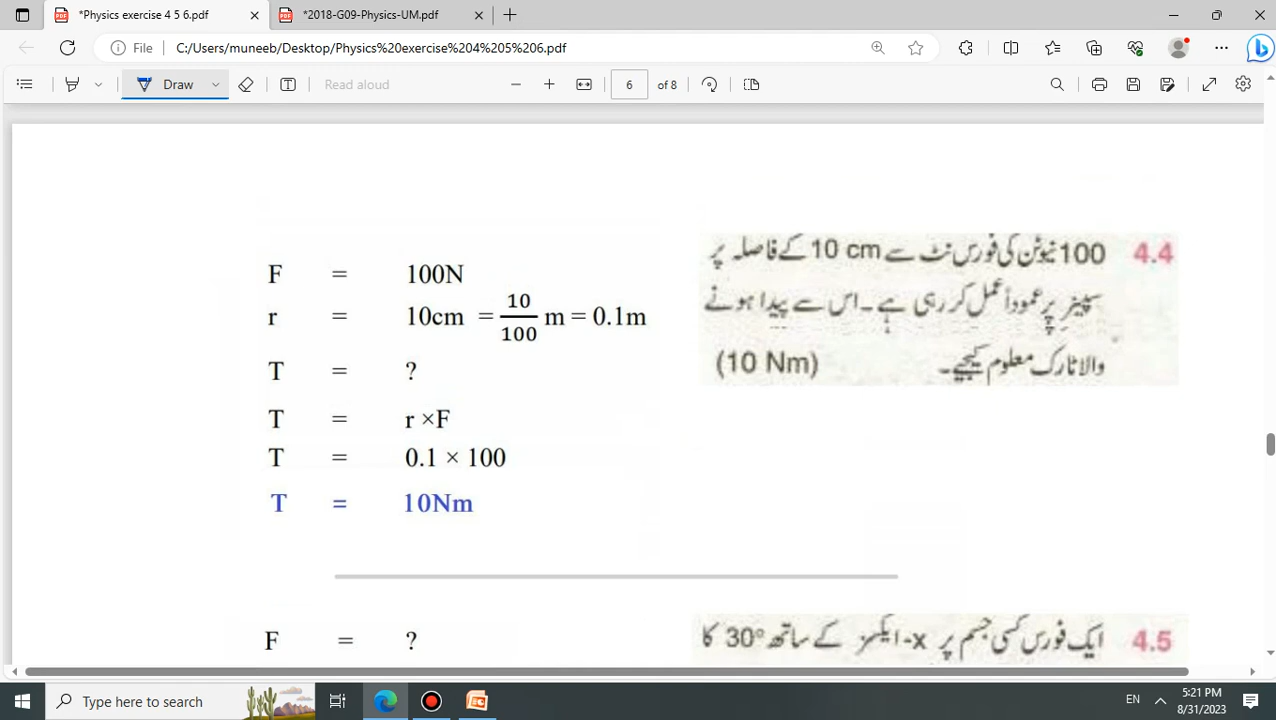 *Physics exercise 4 5 6.pdf
*2018-G09-Physics-UM.pdf
File C:/Users/muneeb/Desktop/Physics%20exercise%204%205%206.pdf
Draw
Read aloud
6 of 8
F = 100N
r = 10cm = 10/100 m = 0.1m
T = ?
T = r ×F
T = 0.1 × 100
T = 10Nm
4.4 100 نیوٹن کی فورس نٹ سے 10 cm کے فاصلہ پر
سپینر پر عموداً عمل کر رہی ہے۔ اس سے پیدا ہونے
والا ٹارک معلوم کیجیے۔ (10 Nm)
F = ?
4.5 ایک فورس کسی جسم پر x-ایکسز کے ساتھ 30° کا
Type here to search
EN
5:21 PM
8/31/2023